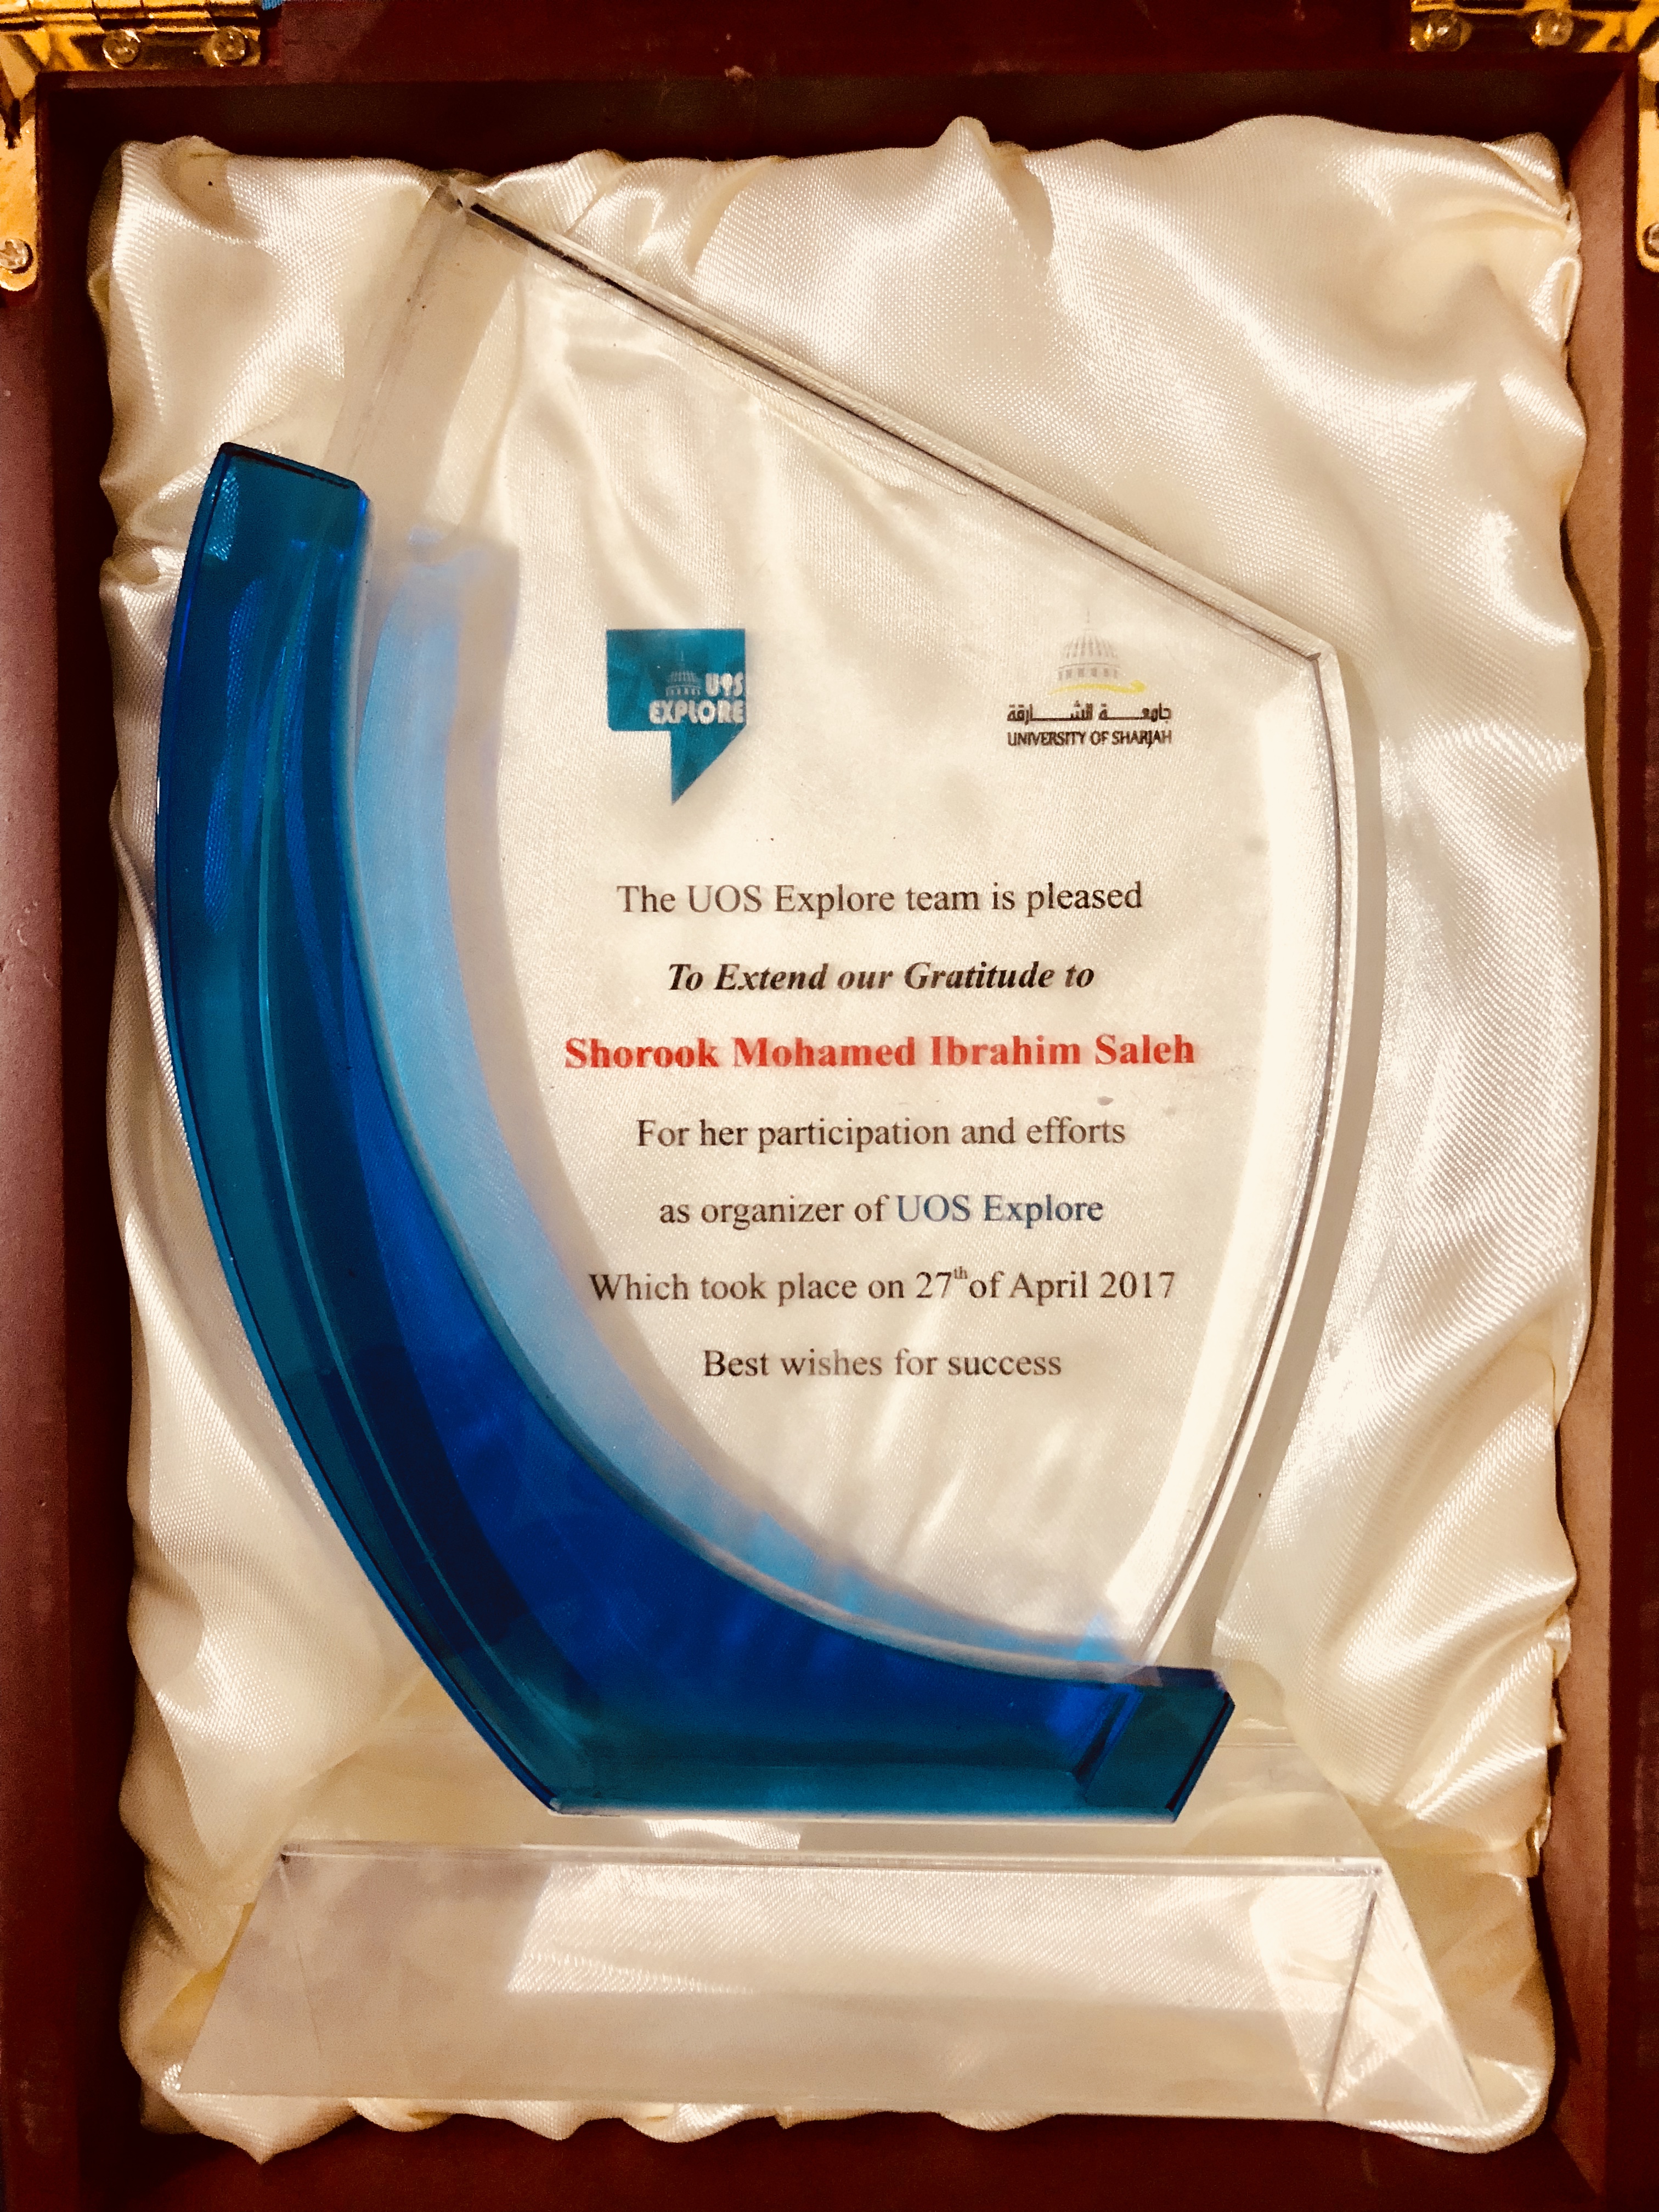 UOS
EXPLORE
جامعة الشارقة
UNIVERSITY OF SHARJAH
The UOS Explore team is pleased
To Extend our Gratitude to
Shorook Mohamed Ibrahim Saleh
For her participation and efforts
as organizer of UOS Explore
Which took place on 27th of April 2017
Best wishes for success